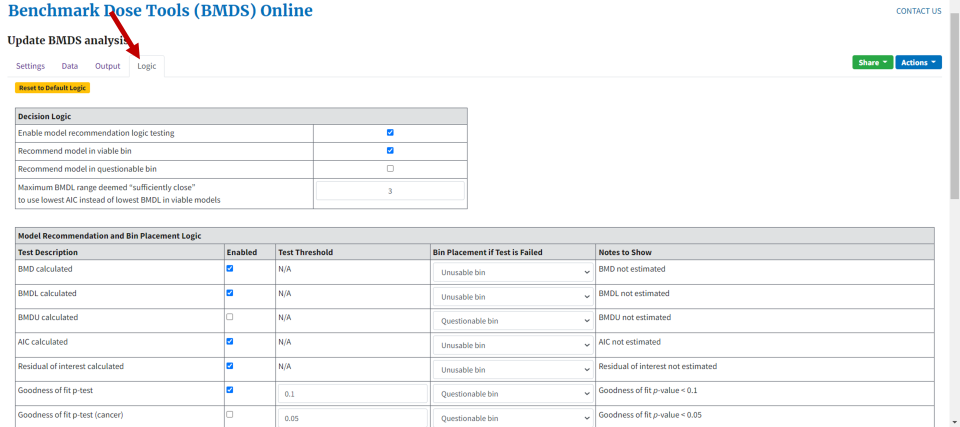 Benchmark Dose Tools (BMDS) Online
CONTACT US
Update BMDS analysis
Settings Data Output Logic
Share Actions
Reset to Default Logic
Decision Logic
Enable model recommendation logic testing
Recommend model in viable bin
Recommend model in questionable bin
Maximum BMDL range deemed “sufficiently close” 3
to use lowest AIC instead of lowest BMDL in viable models
Model Recommendation and Bin Placement Logic
Test Description Enabled Test Threshold Bin Placement if Test is Failed Notes to Show
BMD calculated N/A Unusable bin BMD not estimated
BMDL calculated N/A Unusable bin BMDL not estimated
BMDU calculated N/A Questionable bin BMDU not estimated
AIC calculated N/A Unusable bin AIC not estimated
Residual of interest calculated N/A Unusable bin Residual of interest not estimated
Goodness of fit p-test 0.1 Questionable bin Goodness of fit p-value < 0.1
Goodness of fit p-test (cancer) 0.05 Questionable bin Goodness of fit p-value < 0.05